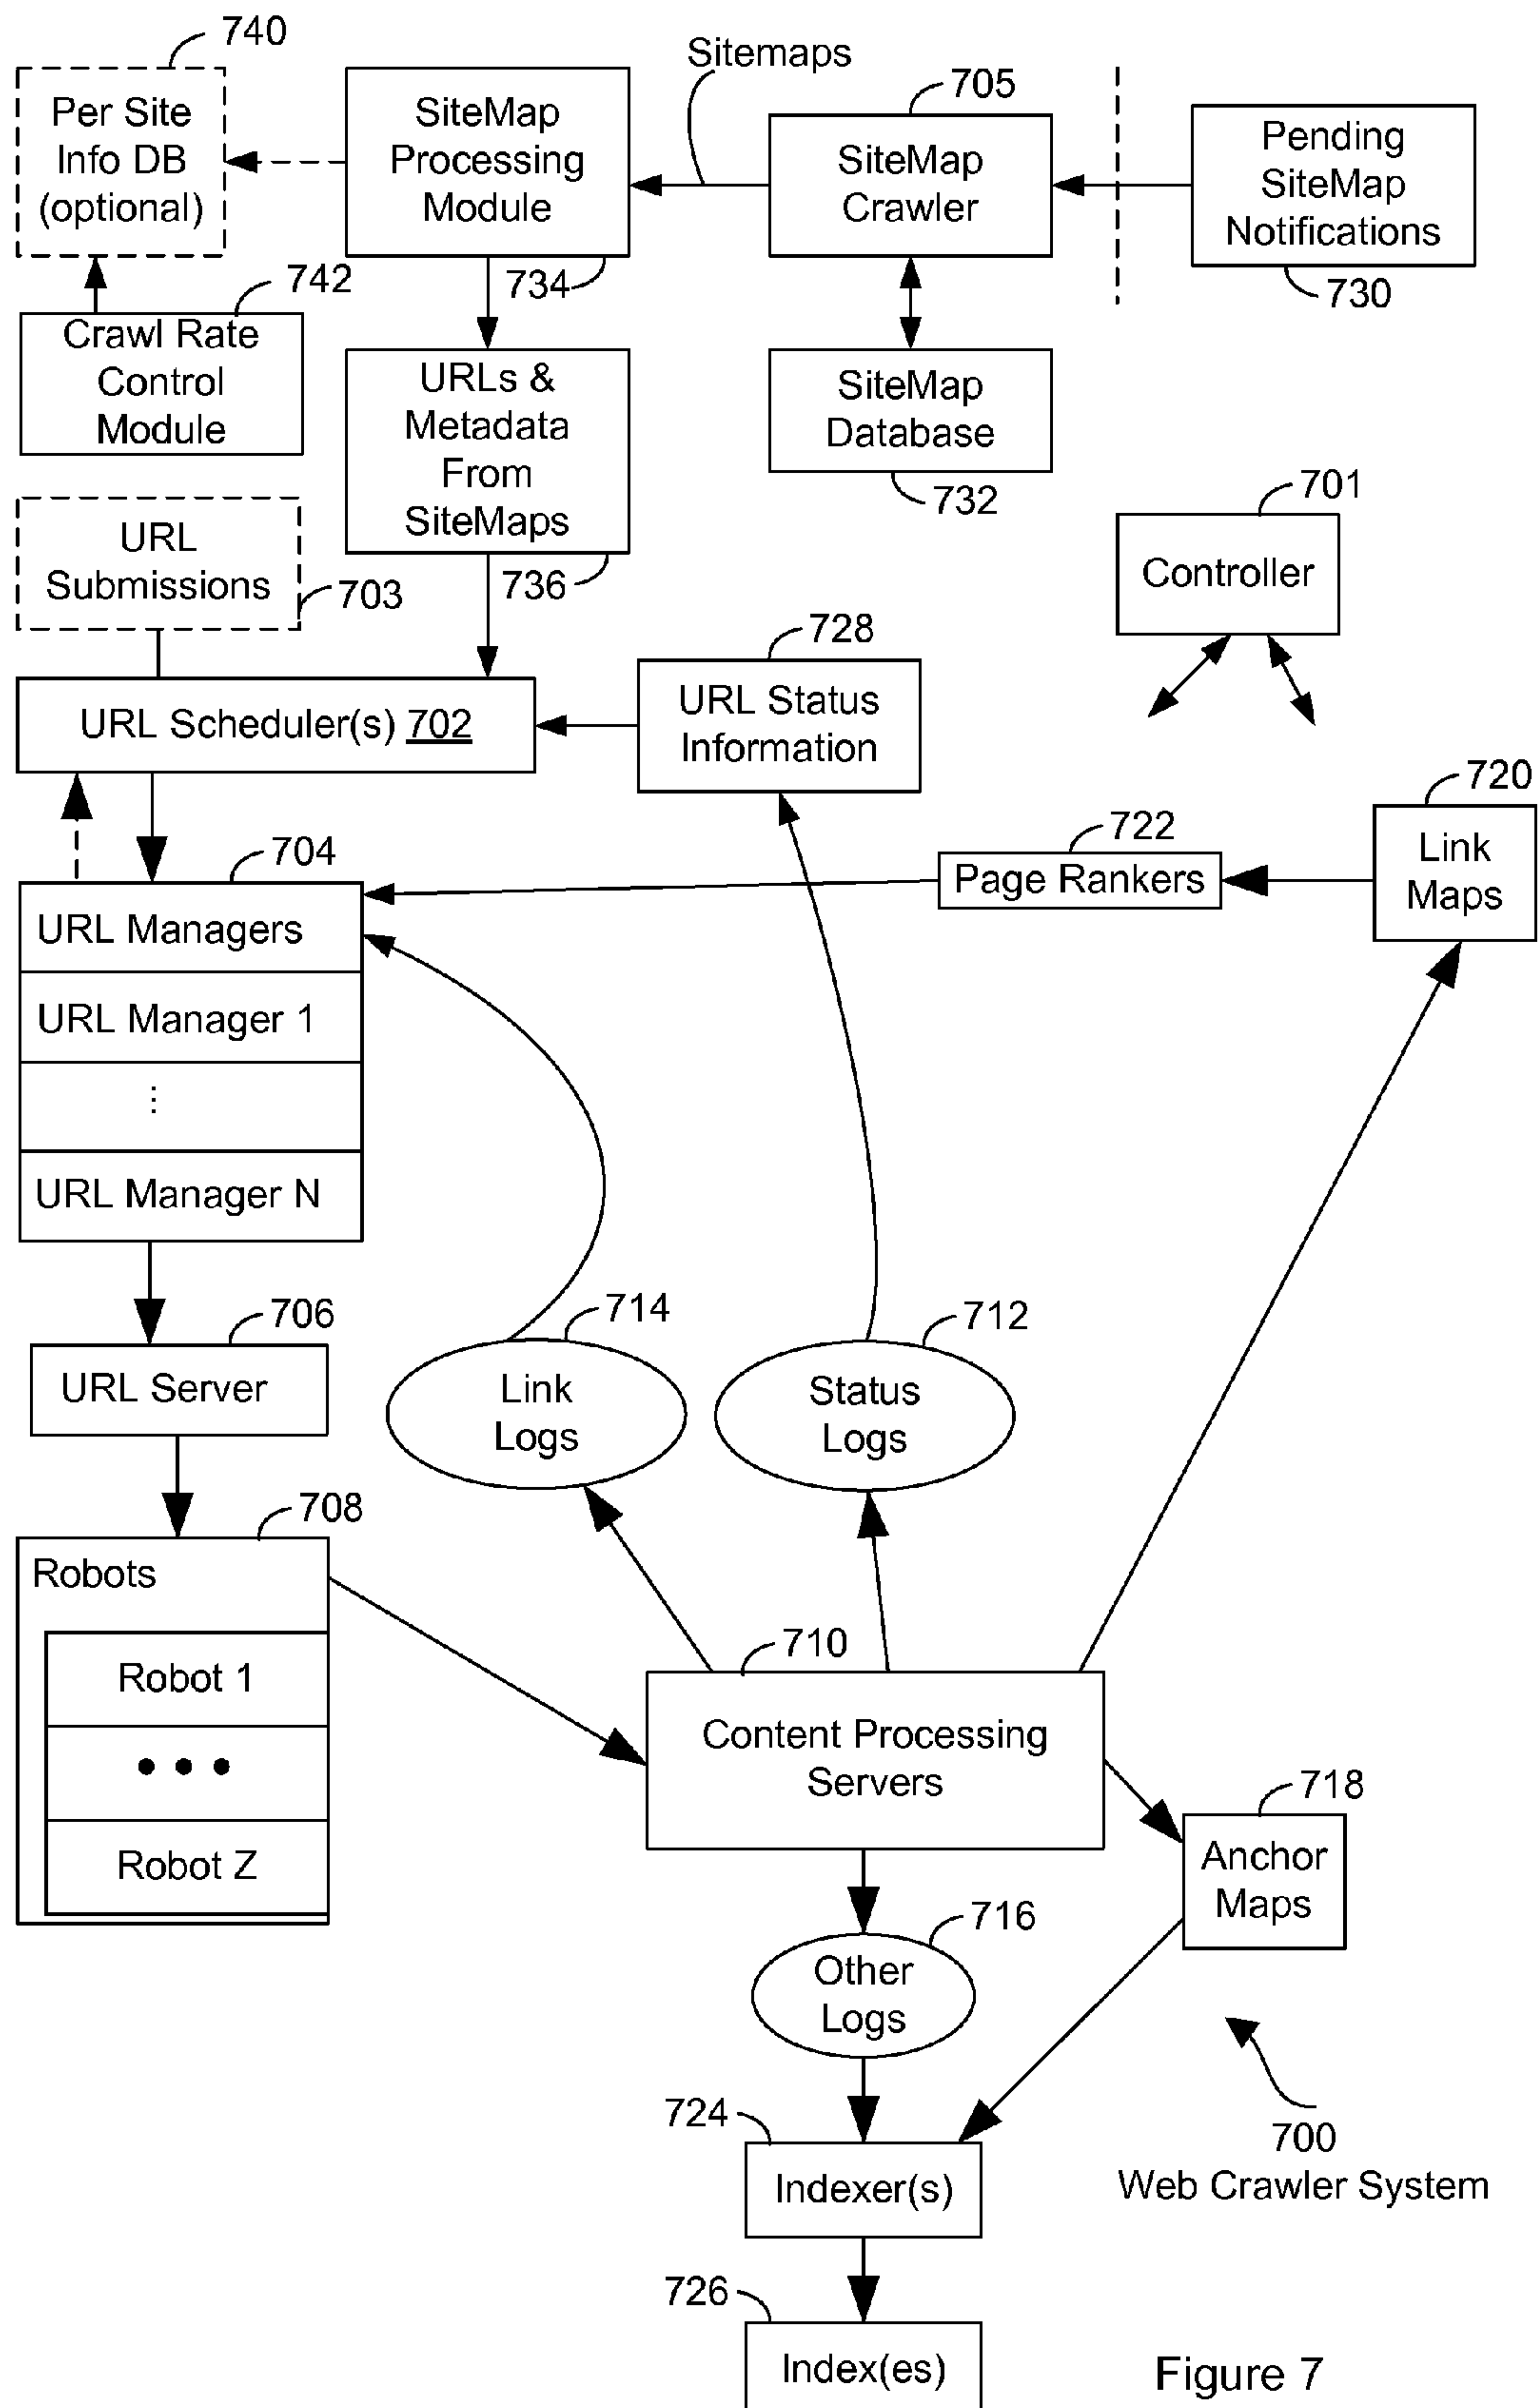 740
Per Site
Info DB
(optional)
SiteMap
Processing
Module
734
Sitemaps
705
SiteMap
Crawler
Pending
SiteMap
Notifications
730
742
Crawl Rate
Control
Module
URLs &
Metadata
From
SiteMaps
736
SiteMap
Database
732
701
Controller
URL
Submissions
703
URL Scheduler(s) 702
728
URL Status
Information
720
Link
Maps
722
Page Rankers
704
URL Managers
URL Manager 1
⋮
URL Manager N
706
URL Server
714
Link
Logs
712
Status
Logs
708
Robots
Robot 1
• • •
Robot Z
710
Content Processing
Servers
718
Anchor
Maps
716
Other
Logs
724
Indexer(s)
700
Web Crawler System
726
Index(es)
Figure 7